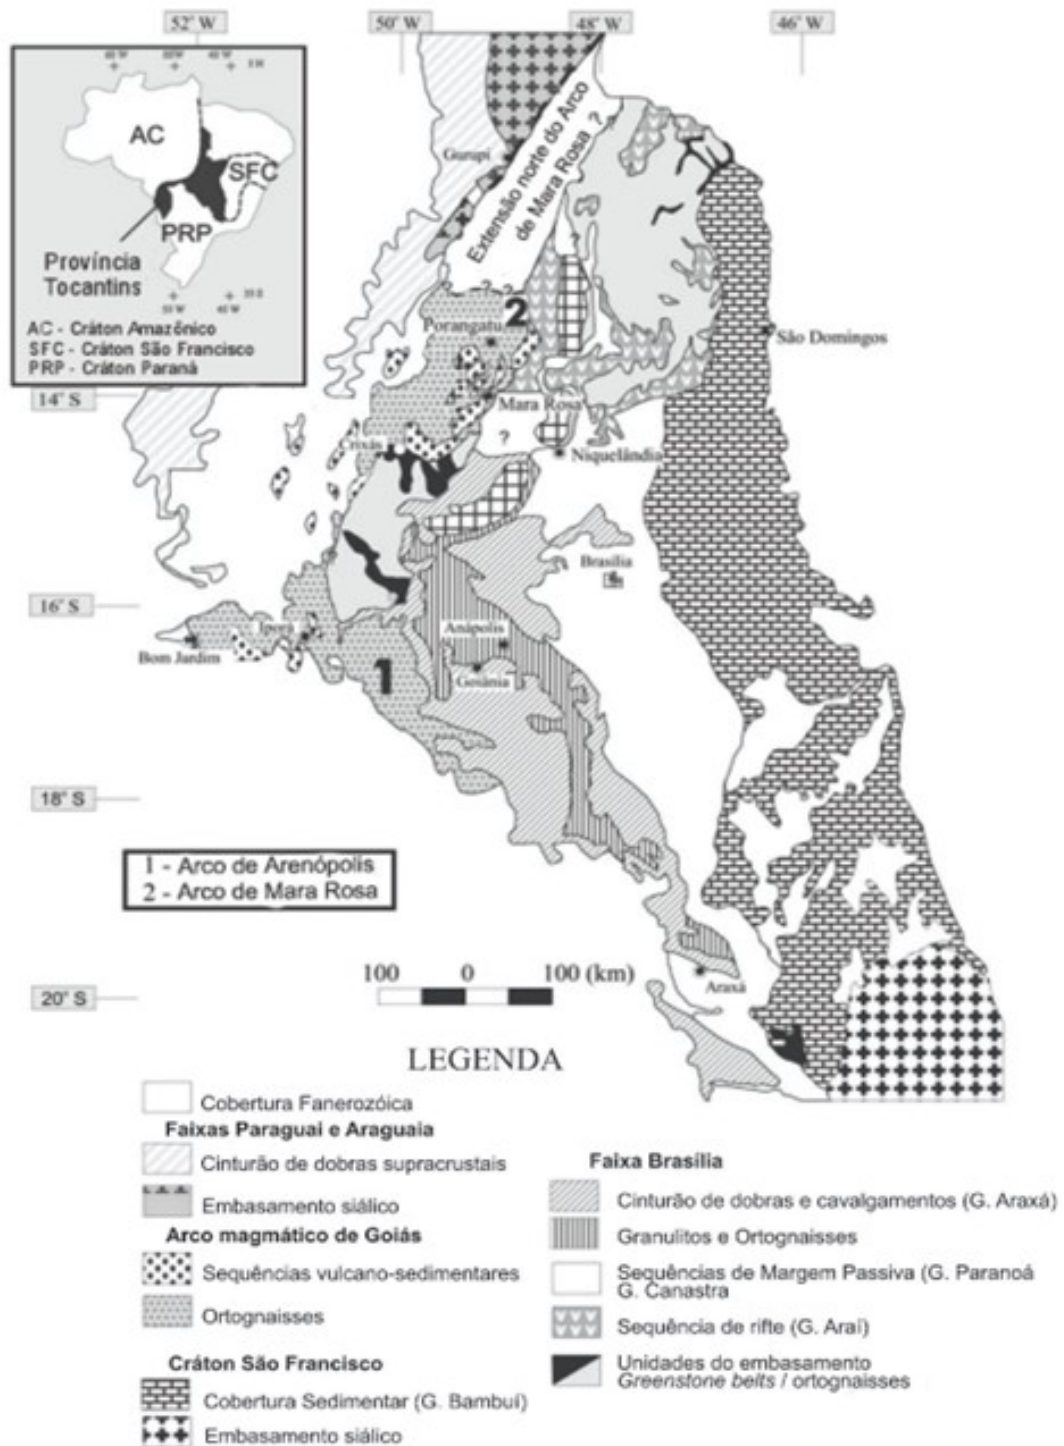 52° W
50° W
48° W
46° W
AC
SFC
PRP
Província
Tocantins
AC - Cráton Amazônico
SFC - Cráton São Francisco
PRP - Cráton Paraná
Gurupi
Extensão norte do Arco
de Mara Rosa
?
?
? ? ?
2
Porangatu
São Domingos
14° S
Mara Rosa
?
Crixás
Niquelândia
Brasília
16° S
Iporá
Anápolis
Bom Jardim
1
Goiânia
18° S
1 - Arco de Arenópolis
2 - Arco de Mara Rosa
100 0 100 (km)
20° S
Araxá
LEGENDA
Cobertura Fanerozóica
Faixas Paraguai e Araguaia
Cinturão de dobras supracrustais
Embasamento siálico
Arco magmático de Goiás
Sequências vulcano-sedimentares
Ortognaisses
Cráton São Francisco
Cobertura Sedimentar (G. Bambuí)
Embasamento siálico
Faixa Brasília
Cinturão de dobras e cavalgamentos (G. Araxá)
Granulitos e Ortognaisses
Sequências de Margem Passiva (G. Paranoá
G. Canastra
Sequência de rifte (G. Araí)
Unidades do embasamento
Greenstone belts / ortognaisses